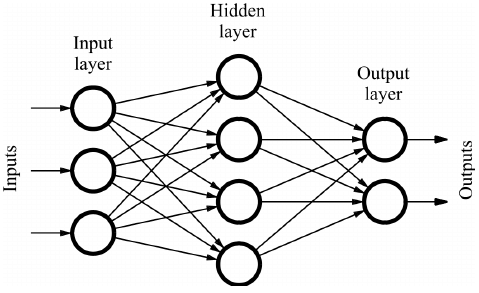 Hidden
layer
Input
layer
Output
layer
Inputs
Outputs